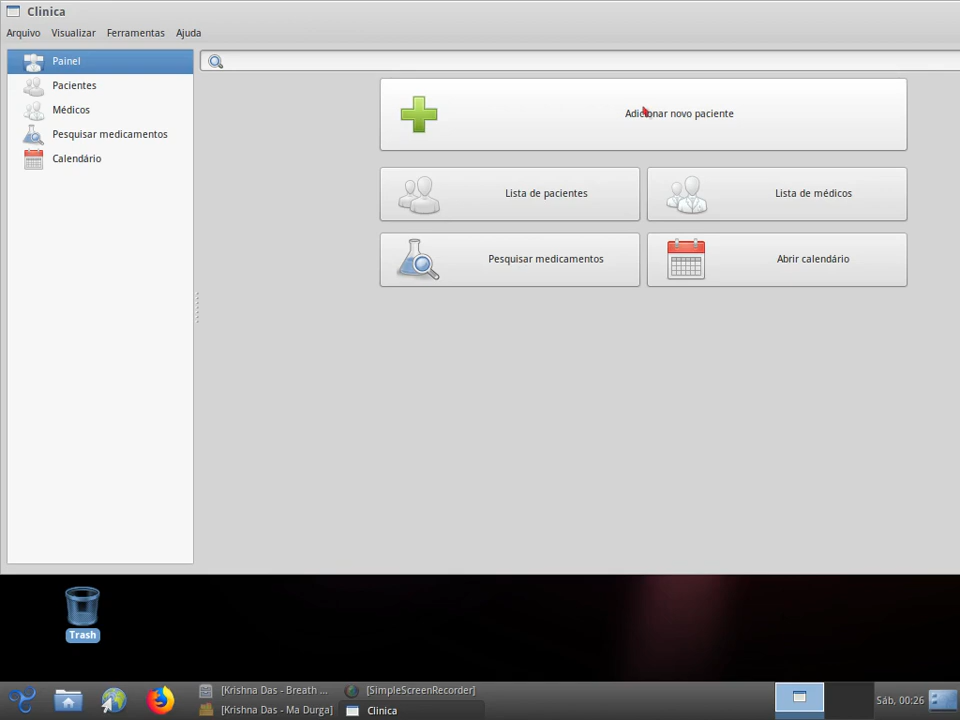 Clinica
Arquivo Visualizar Ferramentas Ajuda
Painel
Pacientes
Médicos
Pesquisar medicamentos
Calendário
Adicionar novo paciente
Lista de pacientes
Lista de médicos
Pesquisar medicamentos
Abrir calendário
Trash
[Krishna Das - Breath ...
[SimpleScreenRecorder]
[Krishna Das - Ma Durga]
Clinica
Sáb, 00:26